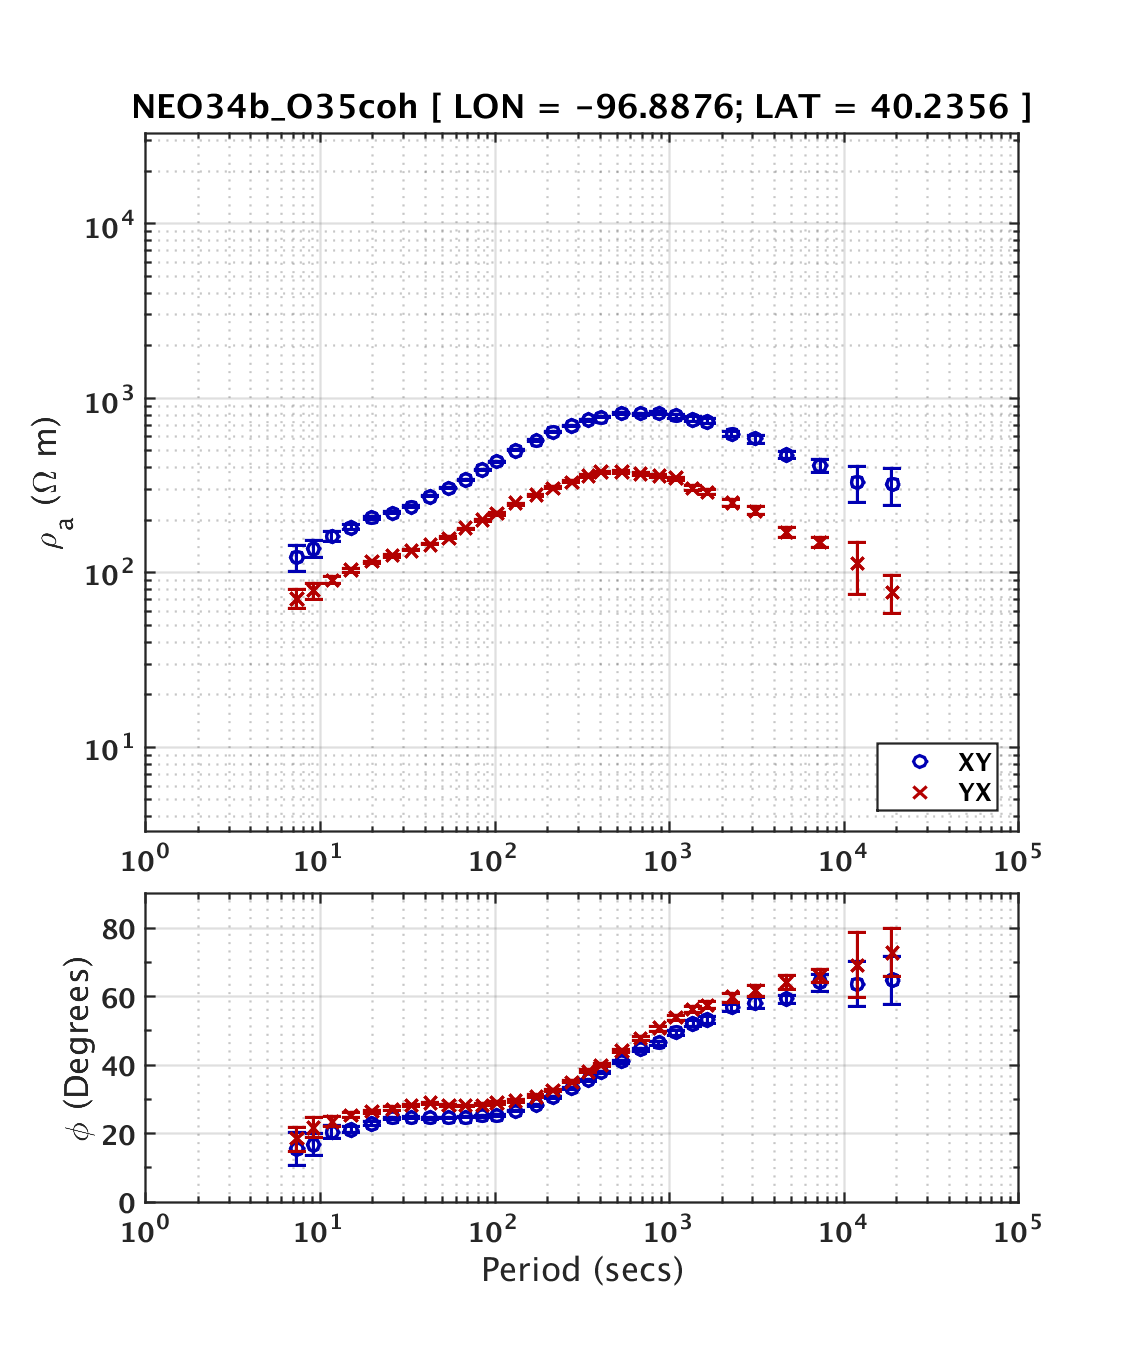 NEO34b_O35coh [ LON = -96.8876; LAT = 40.2356 ]
ρa (Ω m)
10⁴
10³
10²
10¹
XY
YX
10⁰ 10¹ 10² 10³ 10⁴ 10⁵
ϕ (Degrees)
80
60
40
20
0
10⁰ 10¹ 10² 10³ 10⁴ 10⁵
Period (secs)